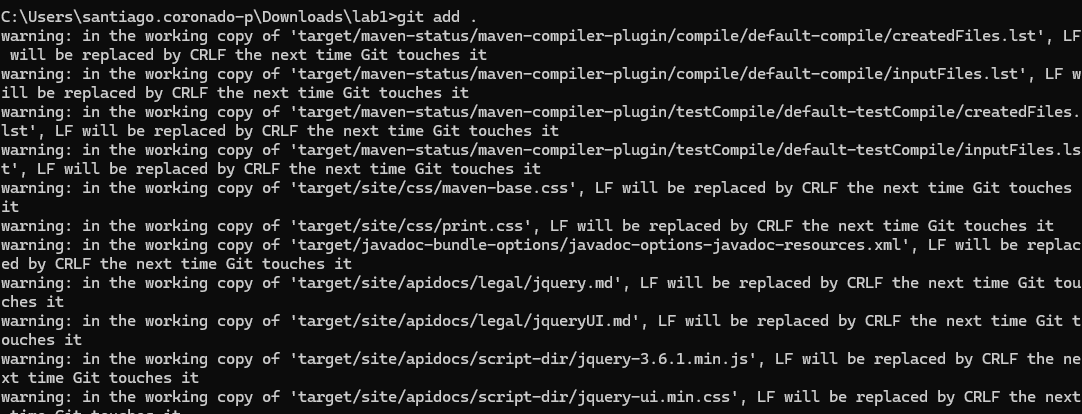 C:\Users\santiago.coronado-p\Downloads\lab1>git add .
warning: in the working copy of 'target/maven-status/maven-compiler-plugin/compile/default-compile/createdFiles.lst', LF
 will be replaced by CRLF the next time Git touches it
warning: in the working copy of 'target/maven-status/maven-compiler-plugin/compile/default-compile/inputFiles.lst', LF w
ill be replaced by CRLF the next time Git touches it
warning: in the working copy of 'target/maven-status/maven-compiler-plugin/testCompile/default-testCompile/createdFiles.
lst', LF will be replaced by CRLF the next time Git touches it
warning: in the working copy of 'target/maven-status/maven-compiler-plugin/testCompile/default-testCompile/inputFiles.ls
t', LF will be replaced by CRLF the next time Git touches it
warning: in the working copy of 'target/site/css/maven-base.css', LF will be replaced by CRLF the next time Git touches
it
warning: in the working copy of 'target/site/css/print.css', LF will be replaced by CRLF the next time Git touches it
warning: in the working copy of 'target/javadoc-bundle-options/javadoc-options-javadoc-resources.xml', LF will be replac
ed by CRLF the next time Git touches it
warning: in the working copy of 'target/site/apidocs/legal/jquery.md', LF will be replaced by CRLF the next time Git tou
ches it
warning: in the working copy of 'target/site/apidocs/legal/jqueryUI.md', LF will be replaced by CRLF the next time Git t
ouches it
warning: in the working copy of 'target/site/apidocs/script-dir/jquery-3.6.1.min.js', LF will be replaced by CRLF the ne
xt time Git touches it
warning: in the working copy of 'target/site/apidocs/script-dir/jquery-ui.min.css', LF will be replaced by CRLF the next
 time Git touches it